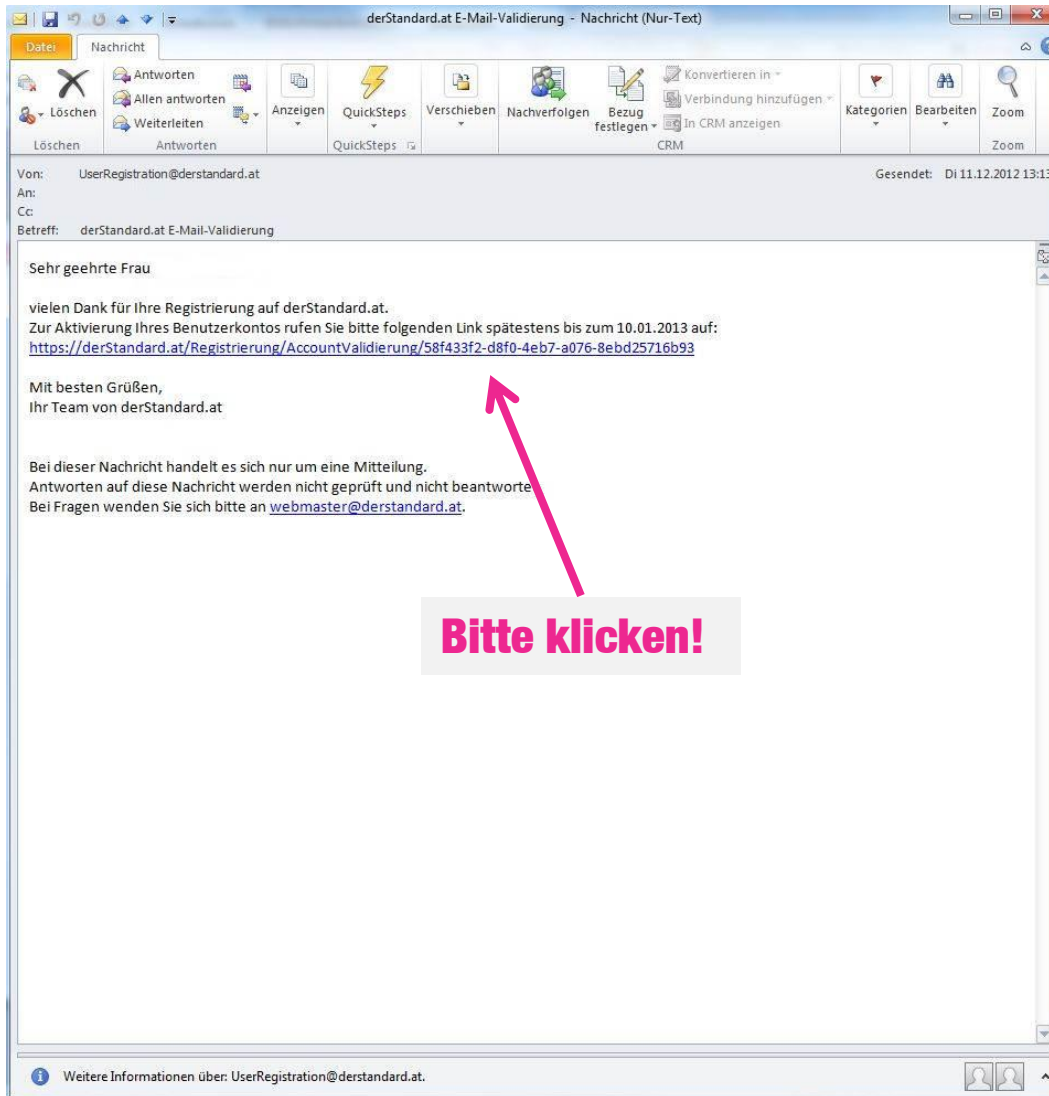 derStandard.at E-Mail-Validierung - Nachricht (Nur-Text)
Datei Nachricht
Löschen
Antworten
Allen antworten
Weiterleiten
Anzeigen
QuickSteps
Verschieben
Nachverfolgen
Bezug
festlegen
Konvertieren in
Verbindung hinzufügen
In CRM anzeigen
Kategorien
Bearbeiten
Zoom
Löschen Antworten QuickSteps CRM Zoom
Von: UserRegistration@derstandard.at Gesendet: Di 11.12.2012 13:13
An:
Cc:
Betreff: derStandard.at E-Mail-Validierung
Sehr geehrte Frau
vielen Dank für Ihre Registrierung auf derStandard.at.
Zur Aktivierung Ihres Benutzerkontos rufen Sie bitte folgenden Link spätestens bis zum 10.01.2013 auf:
https://derStandard.at/Registrierung/AccountValidierung/58f433f2-d8f0-4eb7-a076-8ebd25716b93
Mit besten Grüßen,
Ihr Team von derStandard.at
Bei dieser Nachricht handelt es sich nur um eine Mitteilung.
Antworten auf diese Nachricht werden nicht geprüft und nicht beantworte
Bei Fragen wenden Sie sich bitte an webmaster@derstandard.at.
Bitte klicken!
Weitere Informationen über: UserRegistration@derstandard.at.